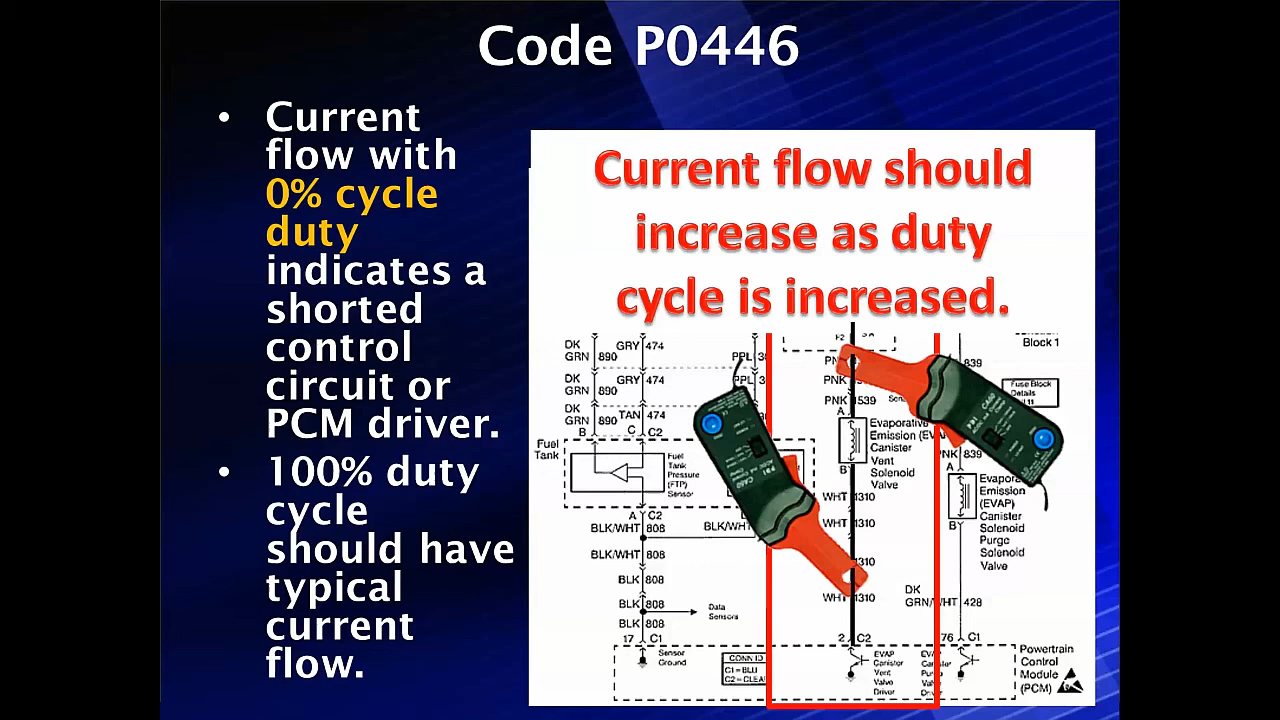 Code P0446
• Current
flow with
0% cycle
duty
indicates a
shorted
control
circuit or
PCM driver.
• 100% duty
cycle
should have
typical
current
flow.
Current flow should
increase as duty
cycle is increased.
DK
GRN 890
GRY 474
PPL
839
Block 1
DK
GRN 890
GRY 474
PPL
PNK
Fuse Block
Details
DK
GRN 890
TAN 474
PNK 1539
A
B C C2
Fuel
Tank
Fuel
Tank
Pressure
(FTP)
Sensor
Evaporative
Emission
Canister
Vent
Solenoid
Valve
B
PNK 839
A
Emission
(EVAP)
Canister
Solenoid
Purge
Solenoid
Valve
B
A C2
BLK/WHT 808
BLK/WHT
WHT 1310
WHT 1310
BLK/WHT 808
1310
BLK 808
WHT 1310
BLK 808
Data
Sensors
BLK 808
DK
GRN/WHT 428
17 C1
2 C2
76 C1
Sensor
Ground
CONN ID
C1=BLU
EVAP
Canister
Vent
Valve
Driver
Powertrain
Control
Module
(PCM)